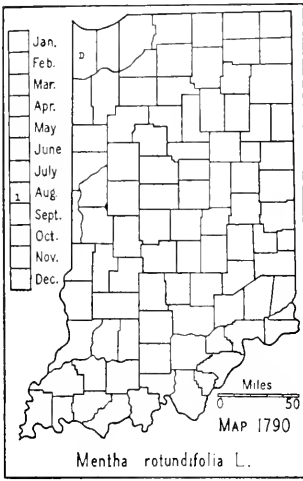 Jan.
Feb.
Mar.
Apr.
May
June
July
1 Aug.
Sept.
Oct.
Nov.
Dec.
D
Miles
0 50
MAP 1790
Mentha rotundifolia L.